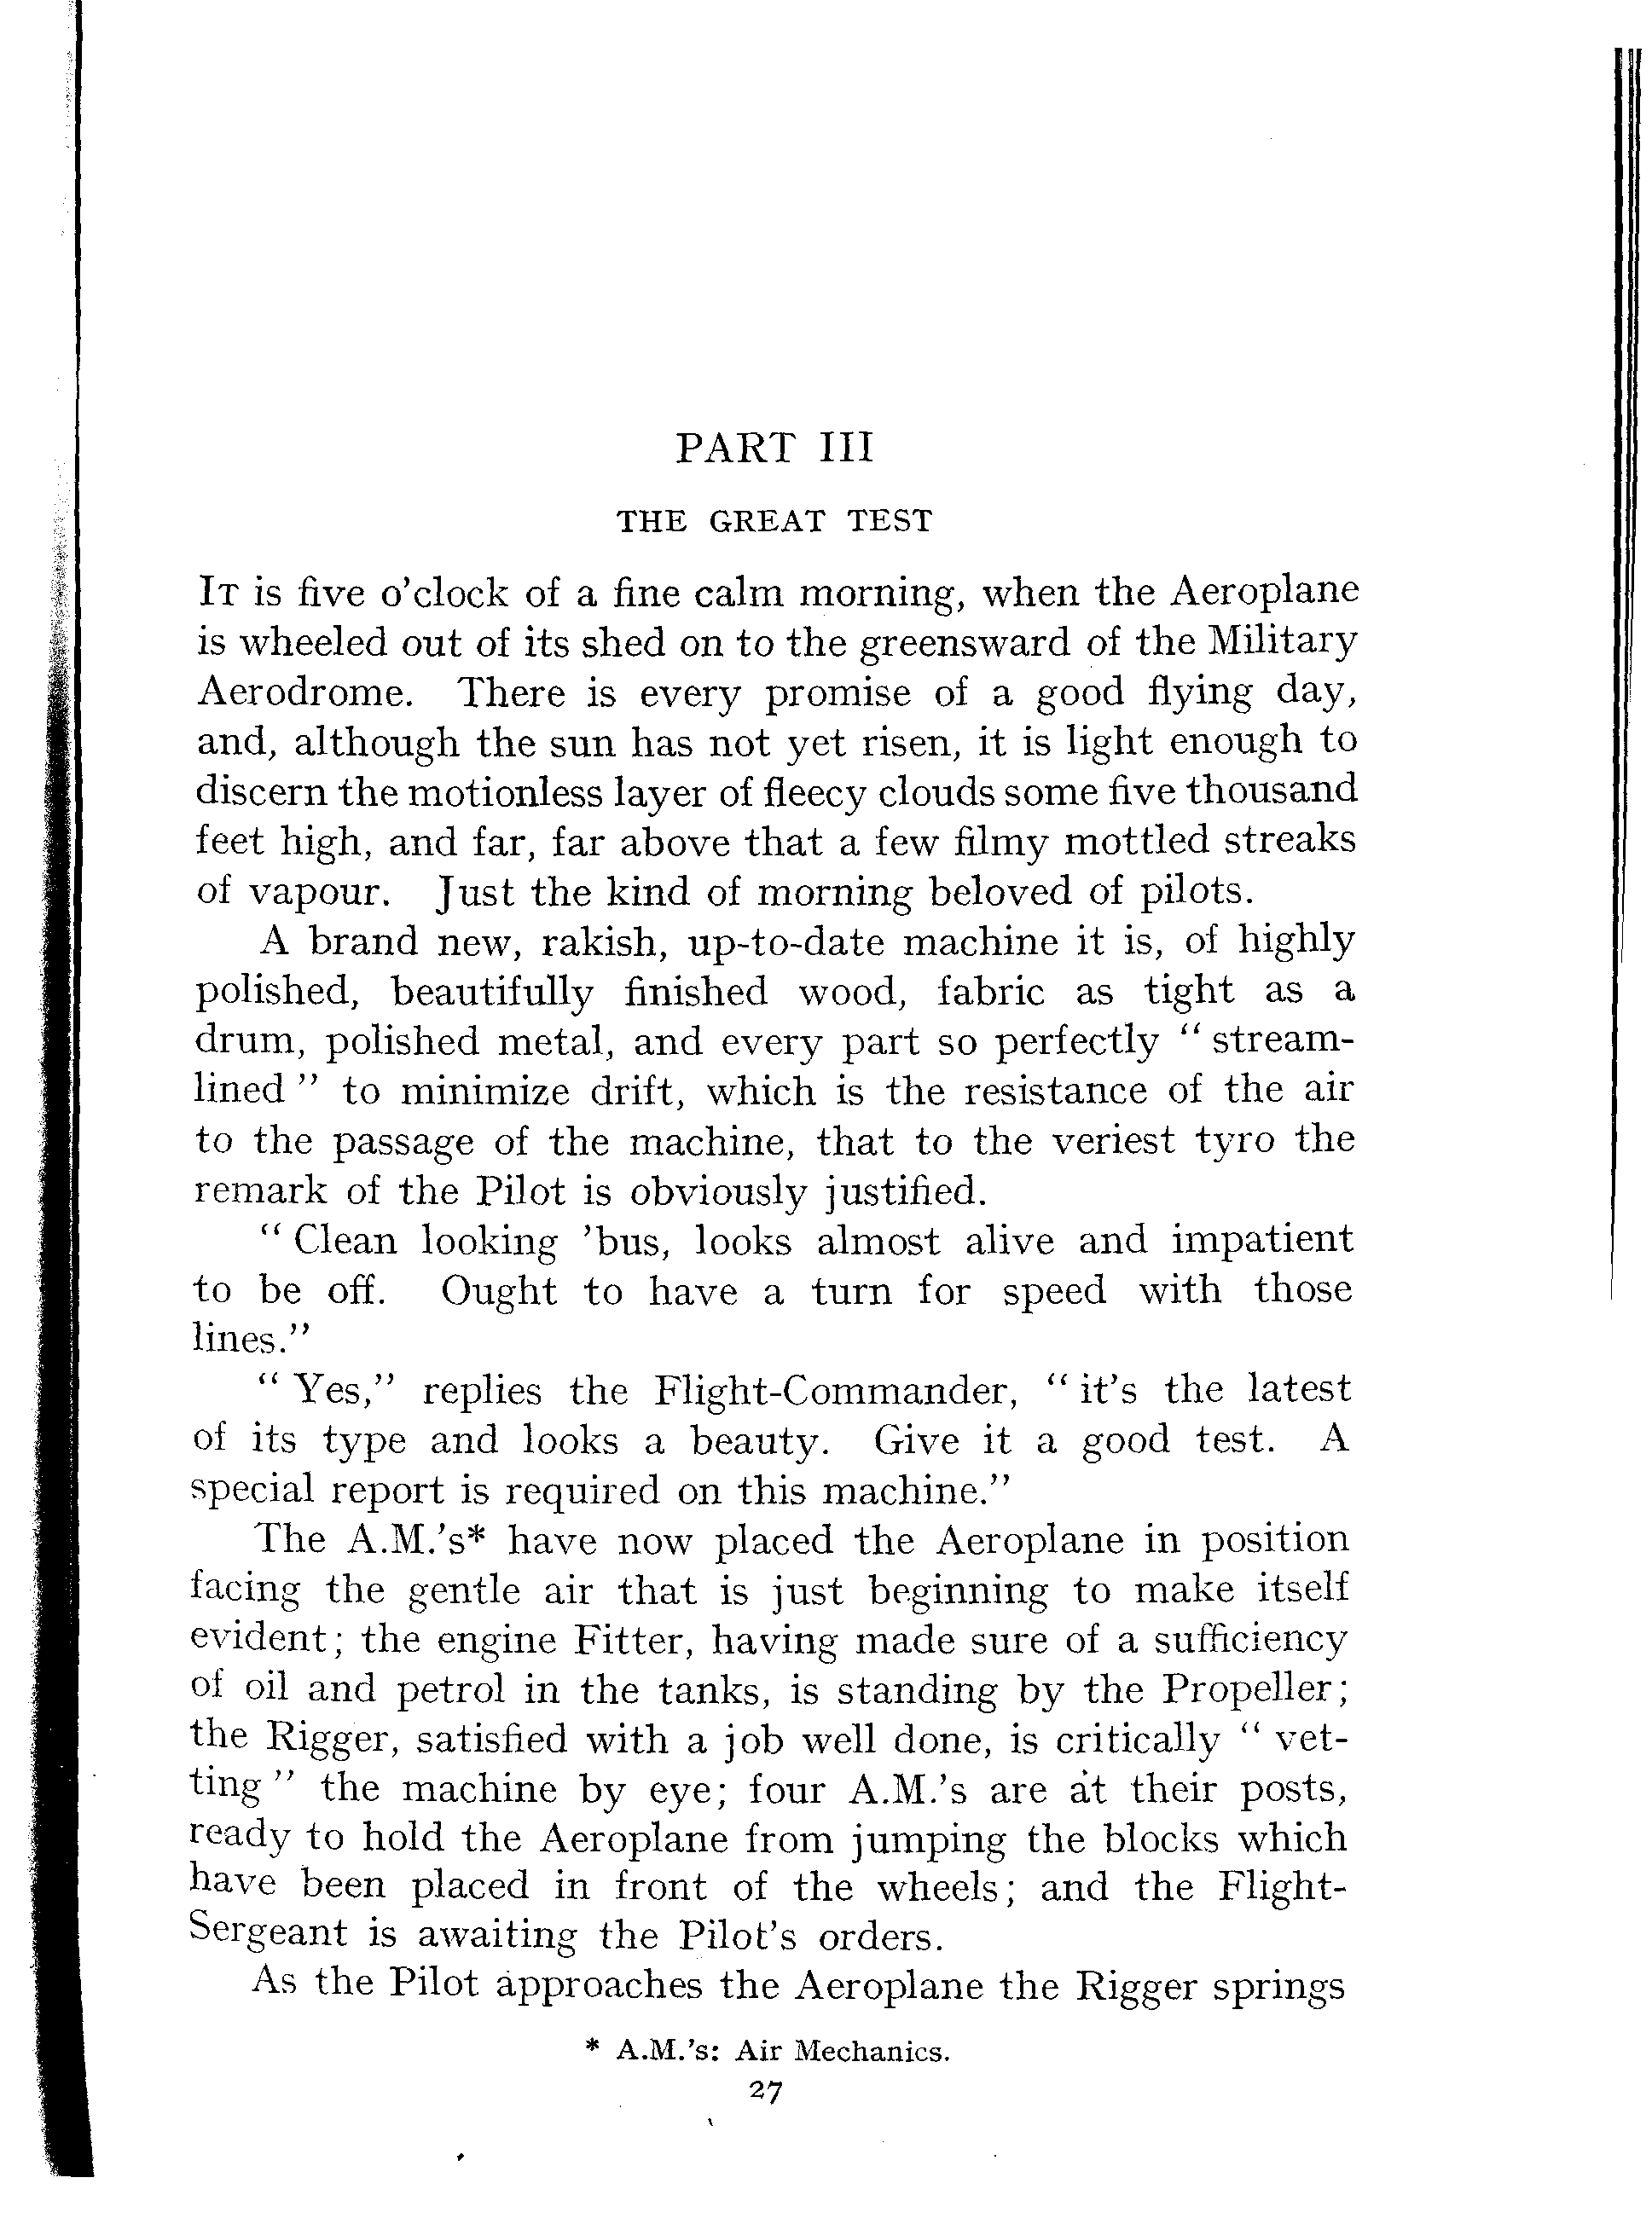 PART III
THE GREAT TEST
IT is five o'clock of a fine calm morning, when the Aeroplane
is wheeled out of its shed on to the greensward of the Military
Aerodrome. There is every promise of a good flying day,
and, although the sun has not yet risen, it is light enough to
discern the motionless layer of fleecy clouds some five thousand
feet high, and far, far above that a few filmy mottled streaks
of vapour. Just the kind of morning beloved of pilots.
A brand new, rakish, up-to-date machine it is, of highly
polished, beautifully finished wood, fabric as tight as a
drum, polished metal, and every part so perfectly " stream-
lined " to minimize drift, which is the resistance of the air
to the passage of the machine, that to the veriest tyro the
remark of the Pilot is obviously justified.
" Clean looking 'bus, looks almost alive and impatient
to be off. Ought to have a turn for speed with those
lines."
" Yes," replies the Flight-Commander, " it's the latest
of its type and looks a beauty. Give it a good test. A
special report is required on this machine."
The A.M.'s* have now placed the Aeroplane in position
facing the gentle air that is just beginning to make itself
evident; the engine Fitter, having made sure of a sufficiency
of oil and petrol in the tanks, is standing by the Propeller;
the Rigger, satisfied with a job well done, is critically " vet-
ting " the machine by eye; four A.M.'s are at their posts,
ready to hold the Aeroplane from jumping the blocks which
have been placed in front of the wheels; and the Flight-
Sergeant is awaiting the Pilot's orders.
As the Pilot approaches the Aeroplane the Rigger springs
* A.M.'s: Air Mechanics.
27